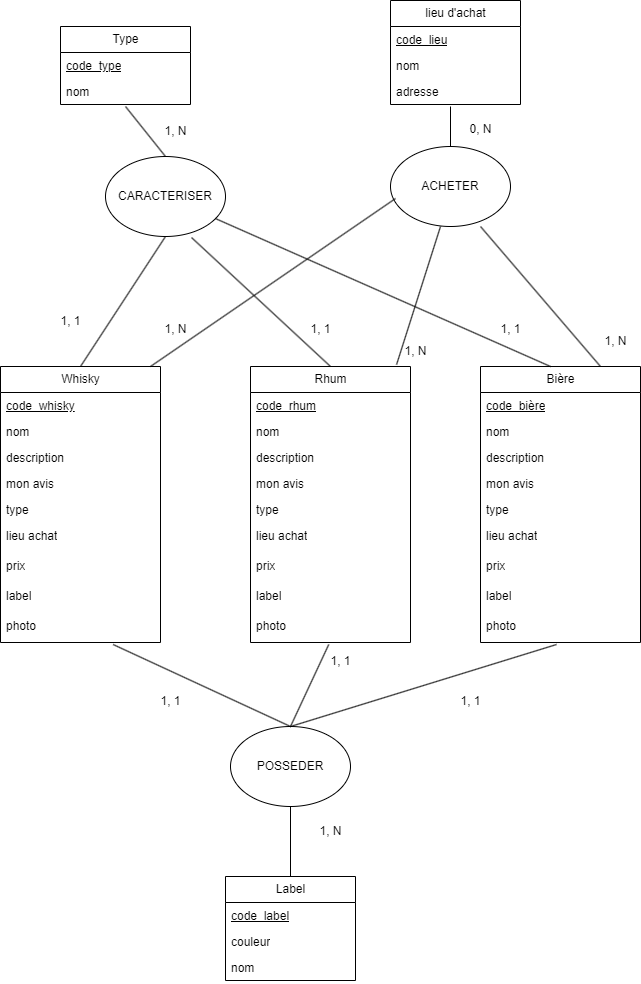 lieu d'achat
code_lieu
nom
adresse
Type
code_type
nom
1, N
0, N
CARACTERISER
ACHETER
1, 1
1, N
1, 1
1, N
1, 1
1, N
Whisky
code_whisky
nom
description
mon avis
type
lieu achat
prix
label
photo
Rhum
code_rhum
nom
description
mon avis
type
lieu achat
prix
label
photo
Bière
code_bière
nom
description
mon avis
type
lieu achat
prix
label
photo
1, 1
1, 1
1, 1
POSSEDER
1, N
Label
code_label
couleur
nom